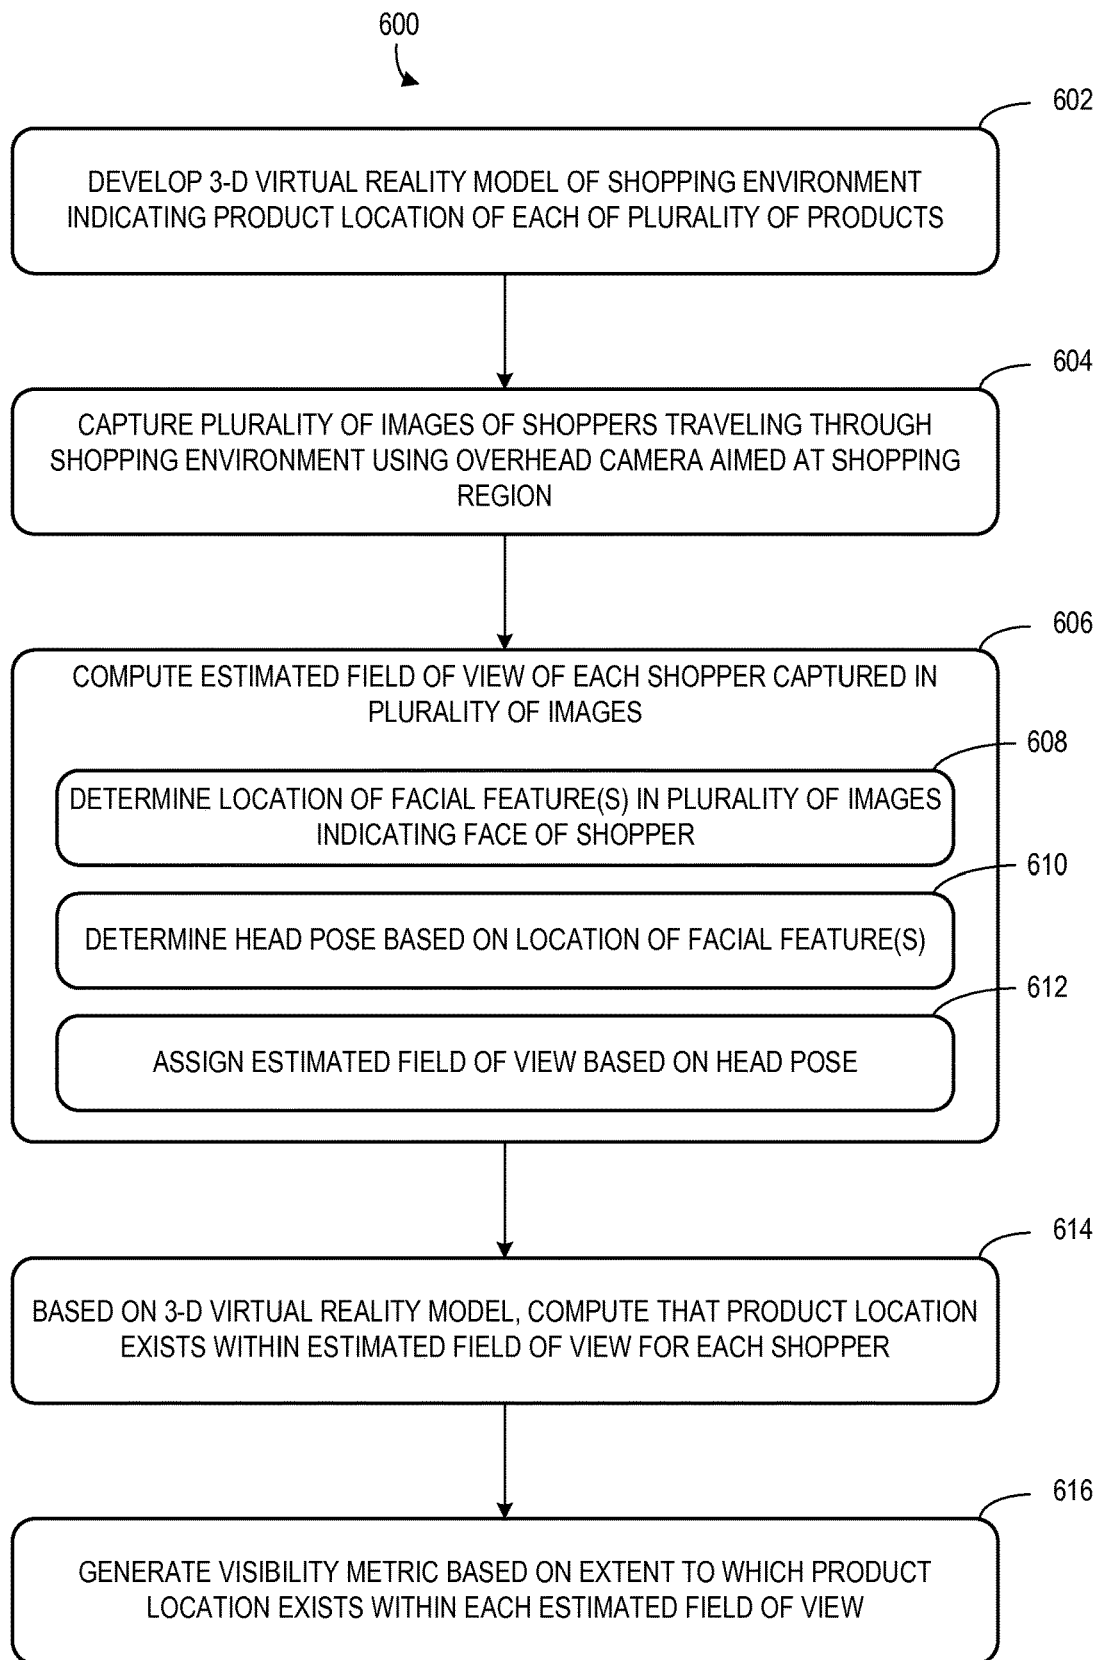 600
602
DEVELOP 3-D VIRTUAL REALITY MODEL OF SHOPPING ENVIRONMENT
INDICATING PRODUCT LOCATION OF EACH OF PLURALITY OF PRODUCTS
604
CAPTURE PLURALITY OF IMAGES OF SHOPPERS TRAVELING THROUGH
SHOPPING ENVIRONMENT USING OVERHEAD CAMERA AIMED AT SHOPPING
REGION
606
COMPUTE ESTIMATED FIELD OF VIEW OF EACH SHOPPER CAPTURED IN
PLURALITY OF IMAGES
608
DETERMINE LOCATION OF FACIAL FEATURE(S) IN PLURALITY OF IMAGES
INDICATING FACE OF SHOPPER
610
DETERMINE HEAD POSE BASED ON LOCATION OF FACIAL FEATURE(S)
612
ASSIGN ESTIMATED FIELD OF VIEW BASED ON HEAD POSE
614
BASED ON 3-D VIRTUAL REALITY MODEL, COMPUTE THAT PRODUCT LOCATION
EXISTS WITHIN ESTIMATED FIELD OF VIEW FOR EACH SHOPPER
616
GENERATE VISIBILITY METRIC BASED ON EXTENT TO WHICH PRODUCT
LOCATION EXISTS WITHIN EACH ESTIMATED FIELD OF VIEW